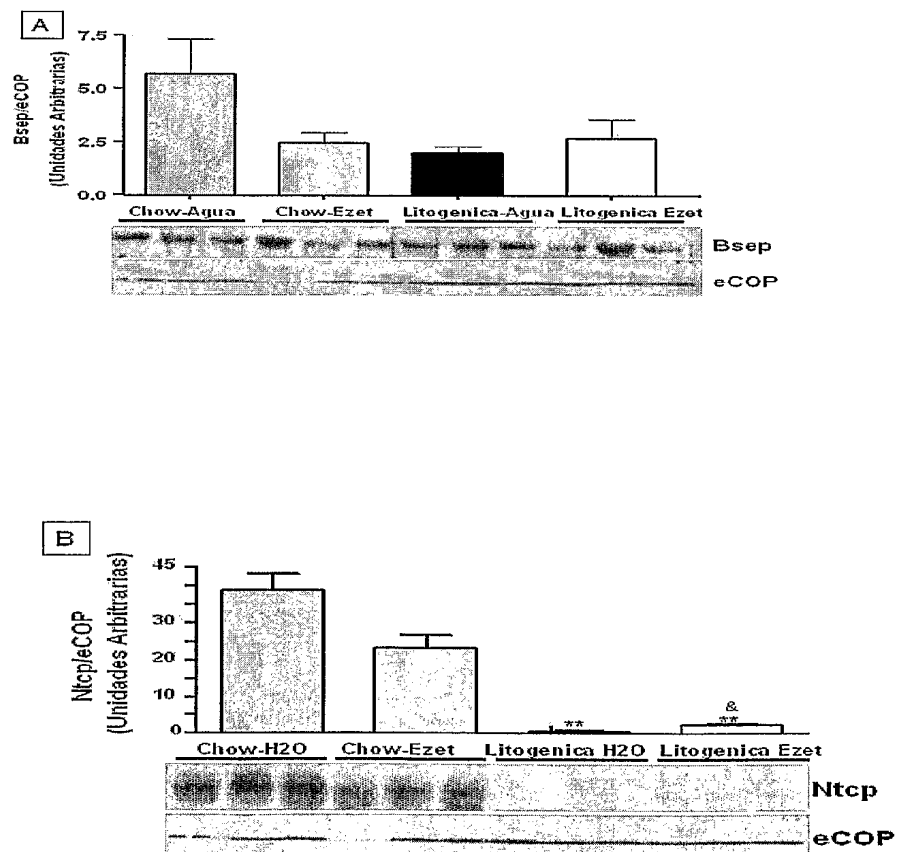 A
Bsep/eCOP
(Unidades Arbitrarias)
7.5
5.0
2.5
0.0
Chow-Agua Chow-Ezet Litogenica-Agua Litogenica Ezet
Bsep
eCOP
B
Ntcp/eCOP
(Unidades Arbitrarias)
45
30
20
10
0
**
&
**
Chow-H2O Chow-Ezet Litogenica H2O Litogenica Ezet
Ntcp
eCOP